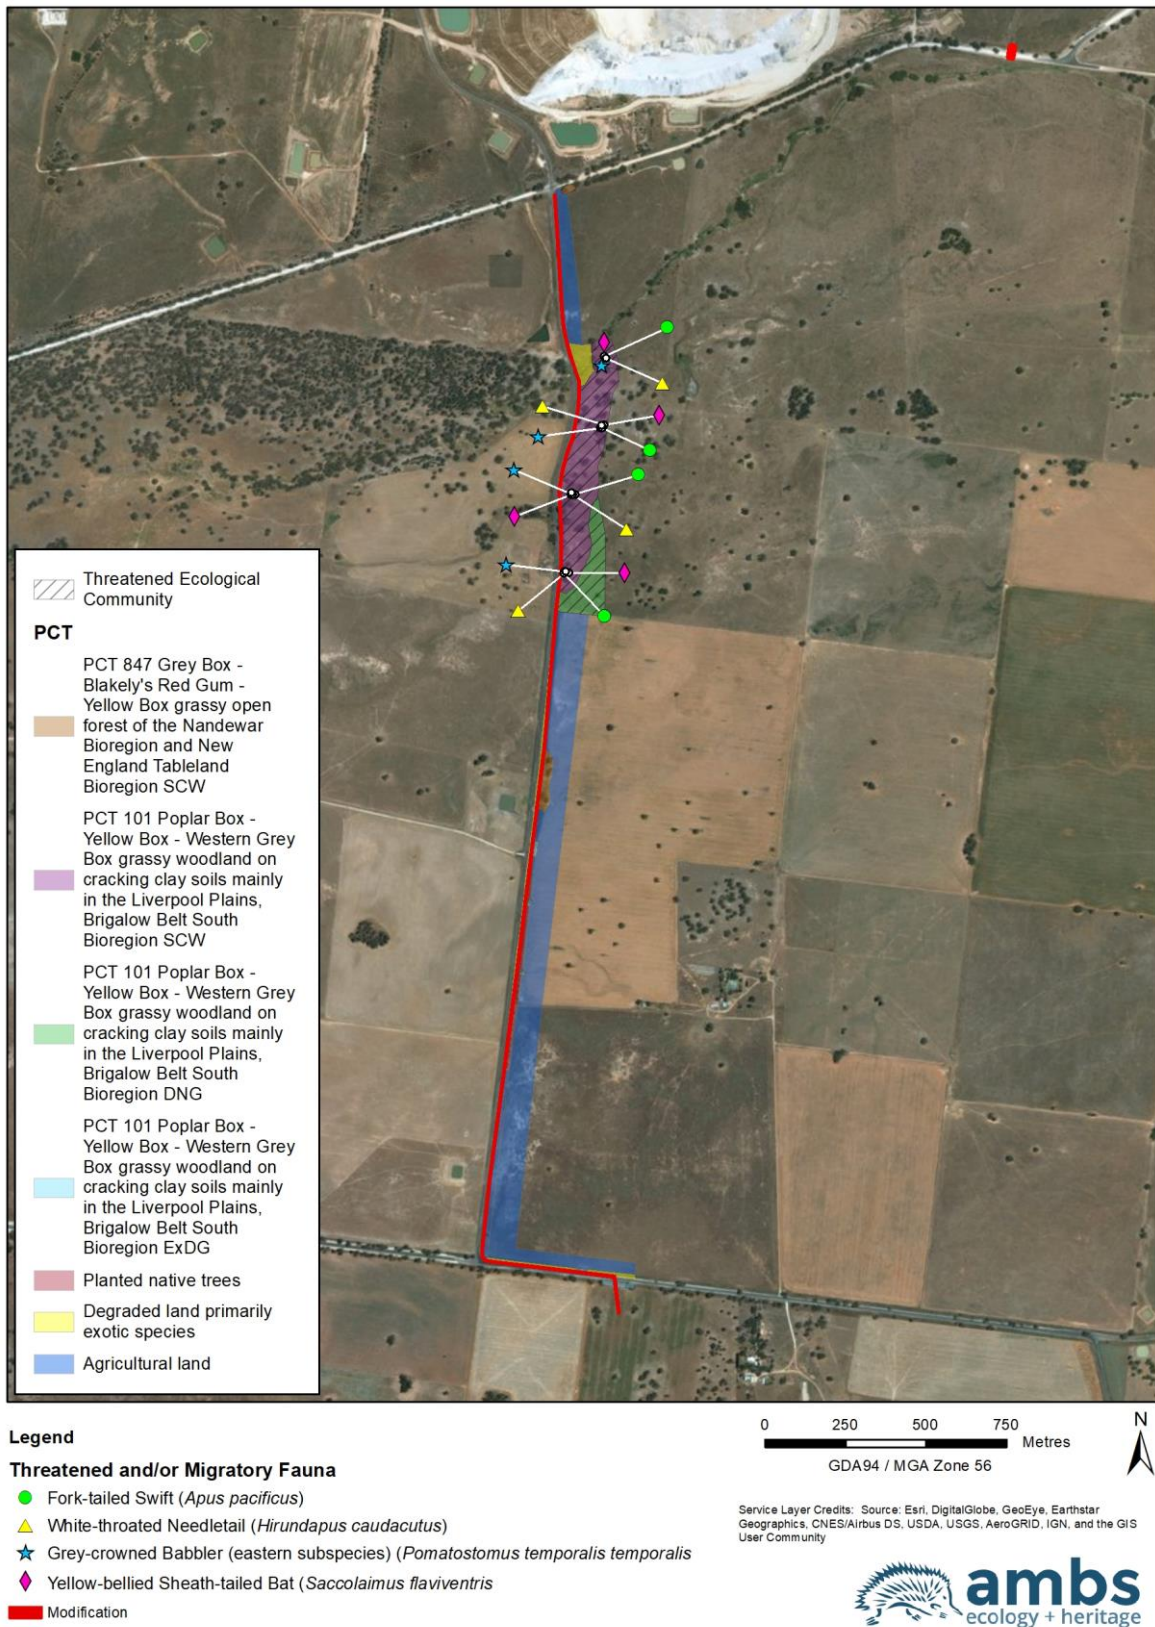 Threatened Ecological
Community
PCT
PCT 847 Grey Box -
Blakely's Red Gum -
Yellow Box grassy open
forest of the Nandewar
Bioregion and New
England Tableland
Bioregion SCW
PCT 101 Poplar Box -
Yellow Box - Western Grey
Box grassy woodland on
cracking clay soils mainly
in the Liverpool Plains,
Brigalow Belt South
Bioregion SCW
PCT 101 Poplar Box -
Yellow Box - Western Grey
Box grassy woodland on
cracking clay soils mainly
in the Liverpool Plains,
Brigalow Belt South
Bioregion DNG
PCT 101 Poplar Box -
Yellow Box - Western Grey
Box grassy woodland on
cracking clay soils mainly
in the Liverpool Plains,
Brigalow Belt South
Bioregion ExDG
Planted native trees
Degraded land primarily
exotic species
Agricultural land
Legend
Threatened and/or Migratory Fauna
Fork-tailed Swift (Apus pacificus)
White-throated Needletail (Hirundapus caudacutus)
Grey-crowned Babbler (eastern subspecies) (Pomatostomus temporalis temporalis
Yellow-bellied Sheath-tailed Bat (Saccolaimus flaviventris
Modification
0 250 500 750
Metres
GDA94 / MGA Zone 56
N
Service Layer Credits: Source: Esri, DigitalGlobe, GeoEye, Earthstar
Geographics, CNES/Airbus DS, USDA, USGS, AeroGRID, IGN, and the GIS
User Community
ambs
ecology + heritage